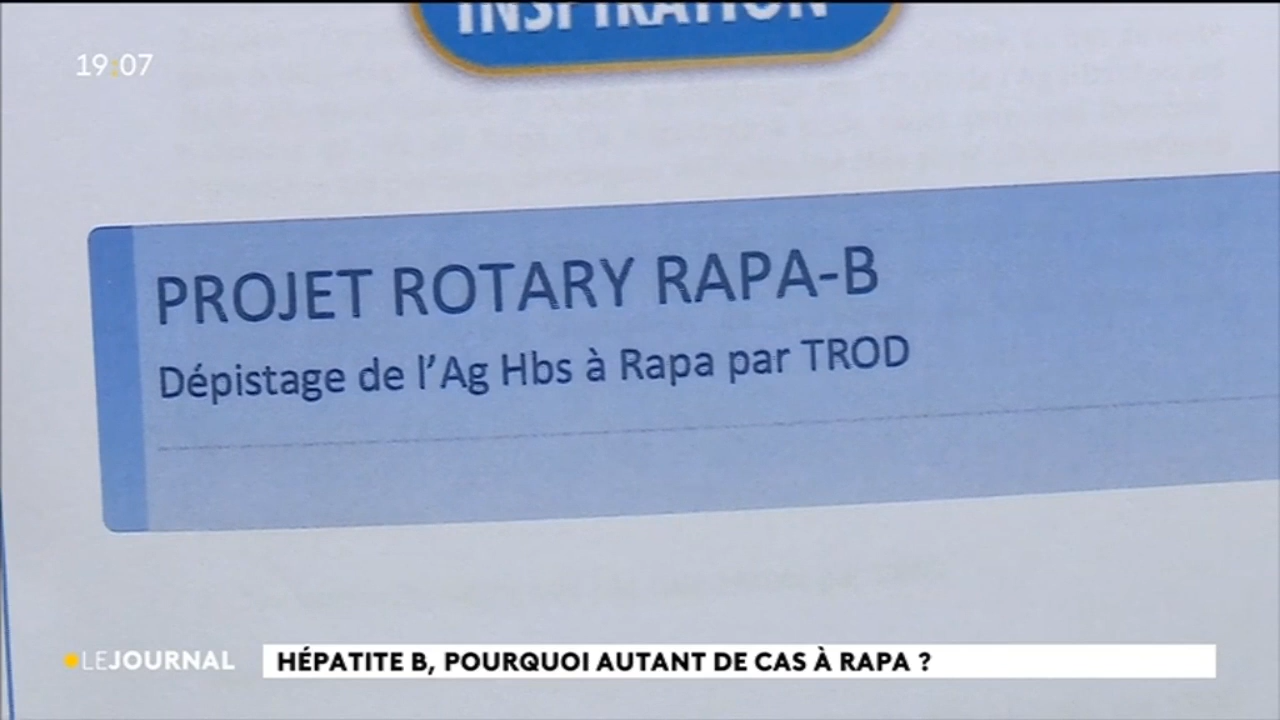 INSPIRATION
19:07
PROJET ROTARY RAPA-B
Dépistage de l'Ag Hbs à Rapa par TROD
LEJOURNAL
HÉPATITE B, POURQUOI AUTANT DE CAS À RAPA ?